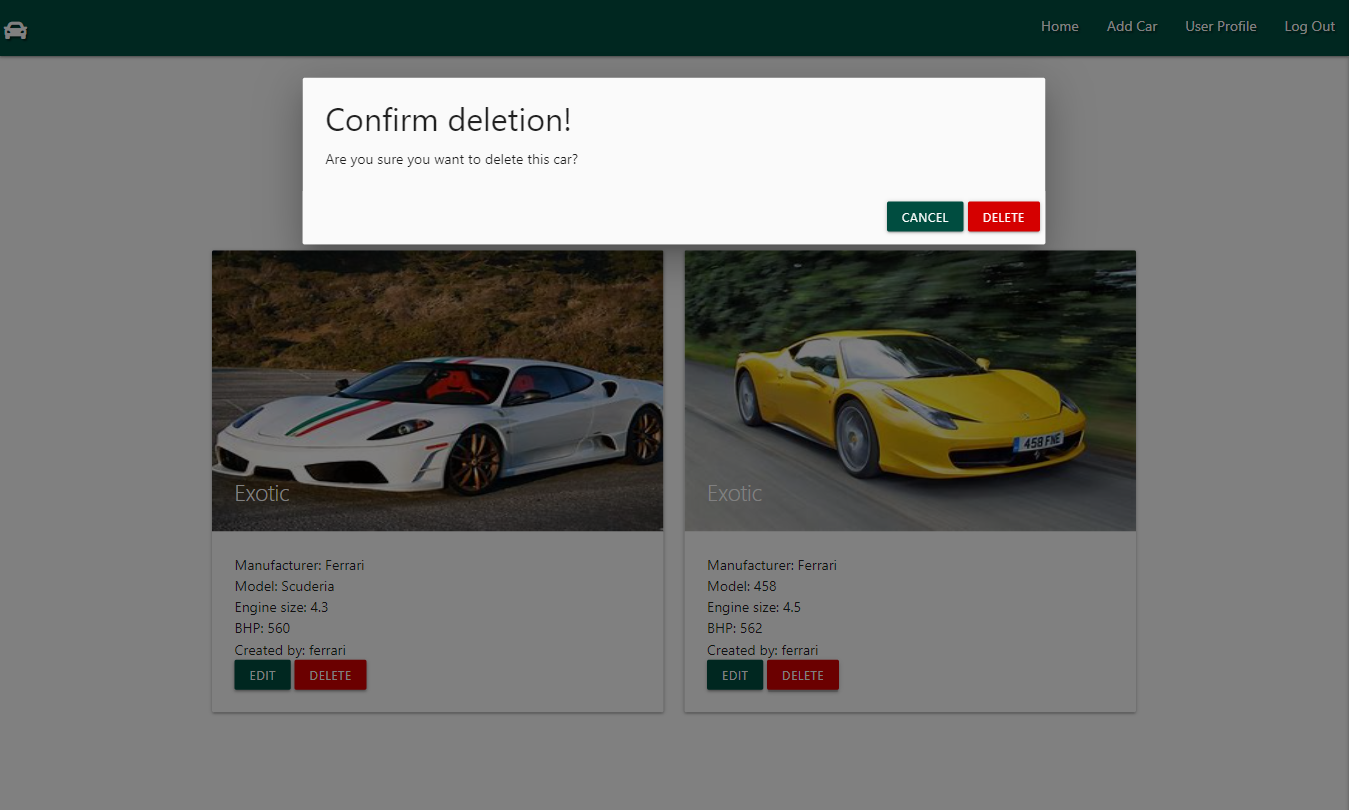 Home Add Car User Profile Log Out
Confirm deletion!
Are you sure you want to delete this car?
CANCEL DELETE
Exotic
Manufacturer: Ferrari
Model: Scuderia
Engine size: 4.3
BHP: 560
Created by: ferrari
EDIT DELETE
458 FNE
Exotic
Manufacturer: Ferrari
Model: 458
Engine size: 4.5
BHP: 562
Created by: ferrari
EDIT DELETE